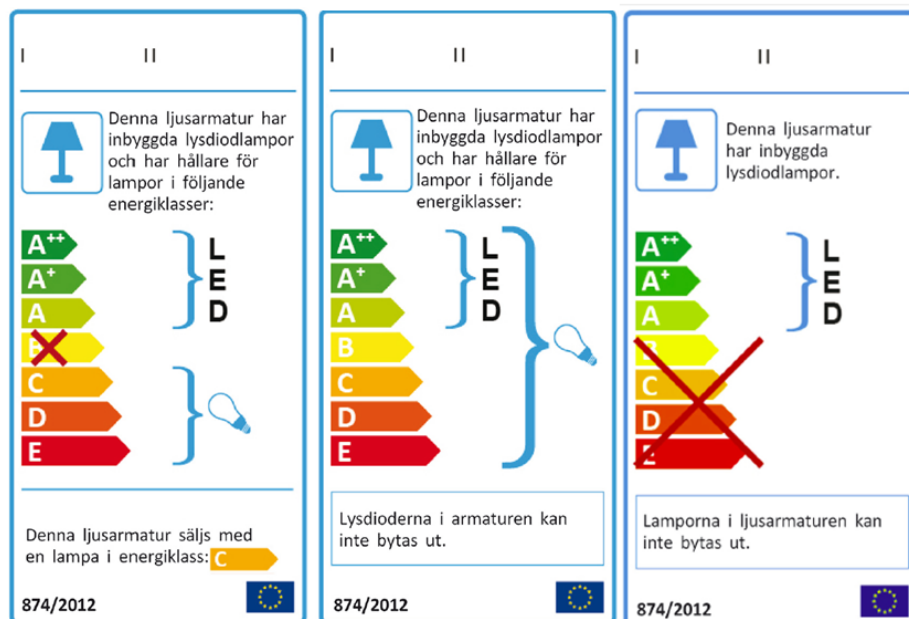 I II
Denna ljusarmatur har
inbyggda lysdiodlampor
och har hållare för
lampor i följande
energiklasser:
A++
A+
A
B
C
D
E
L
E
D
Denna ljusarmatur säljs med
en lampa i energiklass: C
874/2012
I II
Denna ljusarmatur har
inbyggda lysdiodlampor
och har hållare för
lampor i följande
energiklasser:
A++
A+
A
B
C
D
E
L
E
D
Lysdioderna i armaturen kan
inte bytas ut.
874/2012
I II
Denna ljusarmatur
har inbyggda
lysdiodlampor.
A++
A+
A
B
C
D
E
L
E
D
Lamporna i ljusarmaturen kan
inte bytas ut.
874/2012